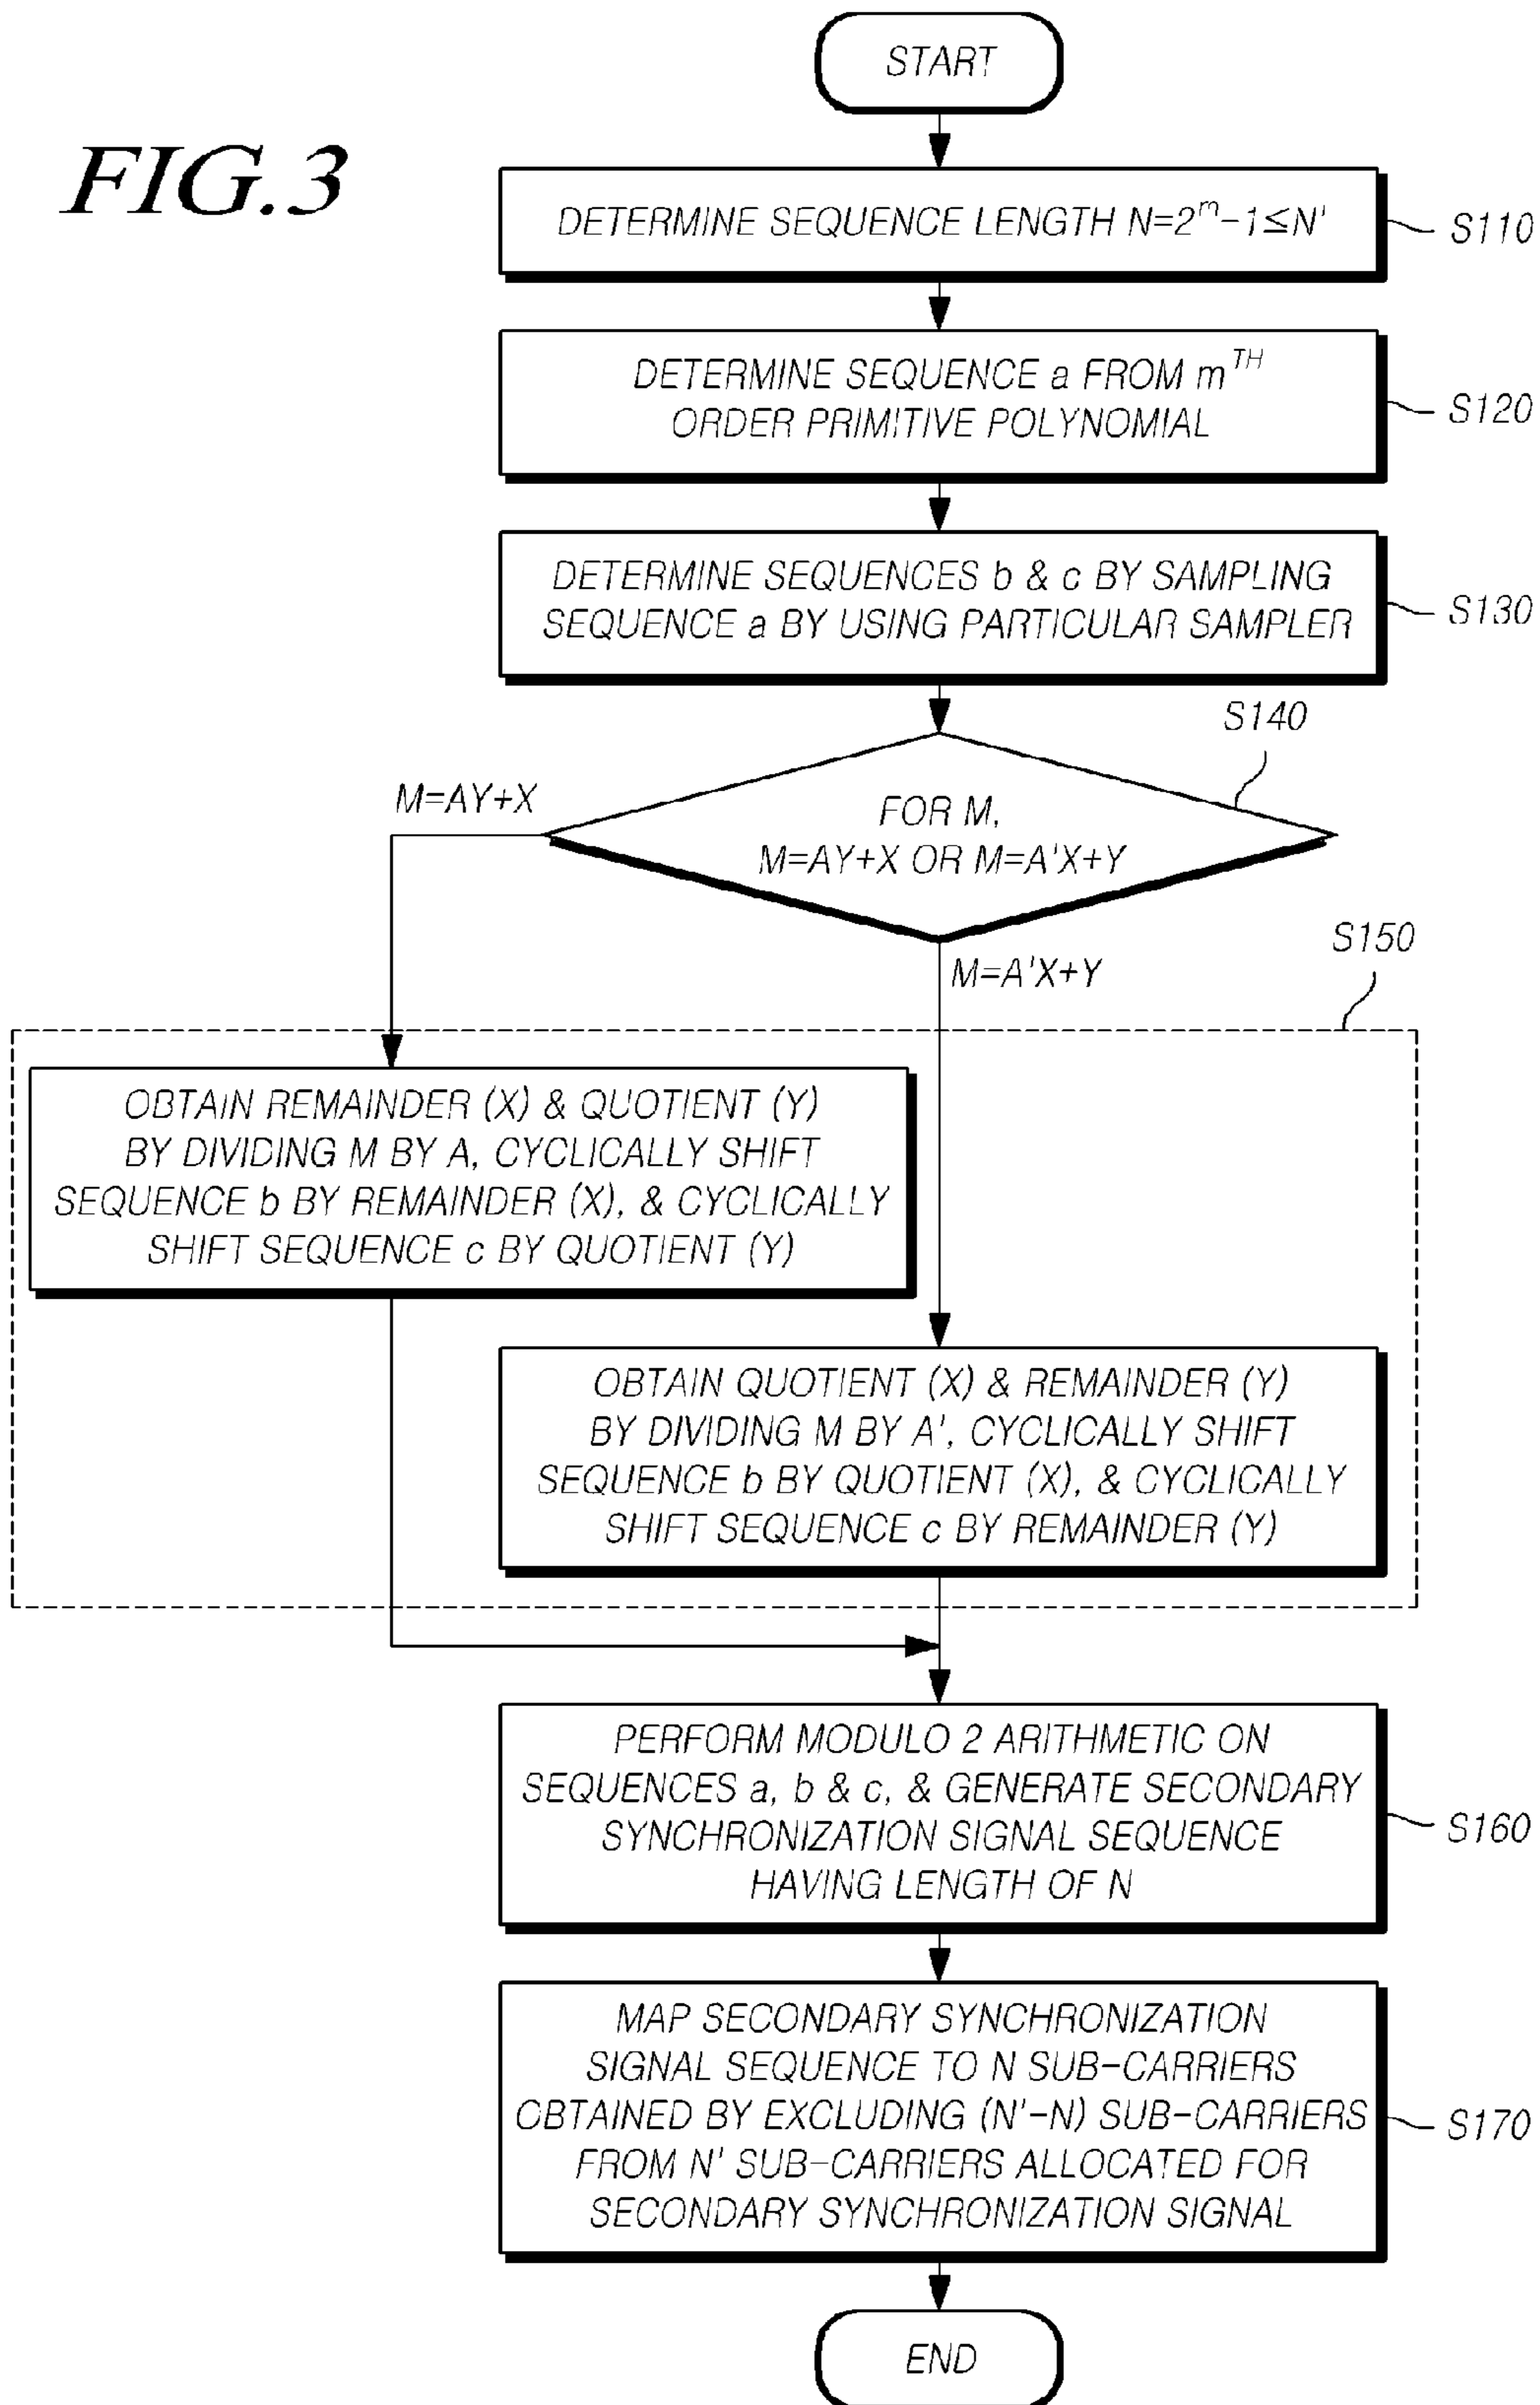 FIG.3
START
DETERMINE SEQUENCE LENGTH N=2^m-1≤N'
S110
DETERMINE SEQUENCE a FROM m^TH
ORDER PRIMITIVE POLYNOMIAL
S120
DETERMINE SEQUENCES b & c BY SAMPLING
SEQUENCE a BY USING PARTICULAR SAMPLER
S130
S140
M=AY+X
FOR M,
M=AY+X OR M=A'X+Y
M=A'X+Y
S150
OBTAIN REMAINDER (X) & QUOTIENT (Y)
BY DIVIDING M BY A, CYCLICALLY SHIFT
SEQUENCE b BY REMAINDER (X), & CYCLICALLY
SHIFT SEQUENCE c BY QUOTIENT (Y)
OBTAIN QUOTIENT (X) & REMAINDER (Y)
BY DIVIDING M BY A', CYCLICALLY SHIFT
SEQUENCE b BY QUOTIENT (X), & CYCLICALLY
SHIFT SEQUENCE c BY REMAINDER (Y)
PERFORM MODULO 2 ARITHMETIC ON
SEQUENCES a, b & c, & GENERATE SECONDARY
SYNCHRONIZATION SIGNAL SEQUENCE
HAVING LENGTH OF N
S160
MAP SECONDARY SYNCHRONIZATION
SIGNAL SEQUENCE TO N SUB-CARRIERS
OBTAINED BY EXCLUDING (N'-N) SUB-CARRIERS
FROM N' SUB-CARRIERS ALLOCATED FOR
SECONDARY SYNCHRONIZATION SIGNAL
S170
END